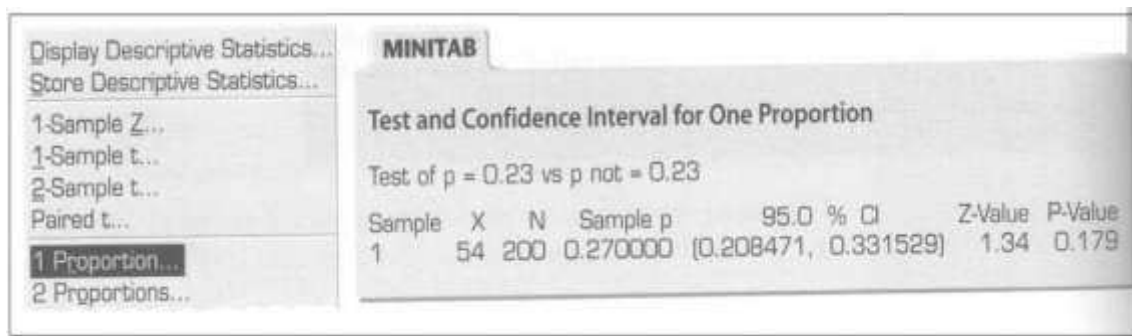 Display Descriptive Statistics...
Store Descriptive Statistics...
1-Sample Z...
1-Sample t...
2-Sample t...
Paired t...
1 Proportion...
2 Proportions...
MINITAB
Test and Confidence Interval for One Proportion
Test of p = 0.23 vs p not = 0.23
Sample X N Sample p 95.0 % CI Z-Value P-Value
1 54 200 0.270000 (0.208471, 0.331529) 1.34 0.179